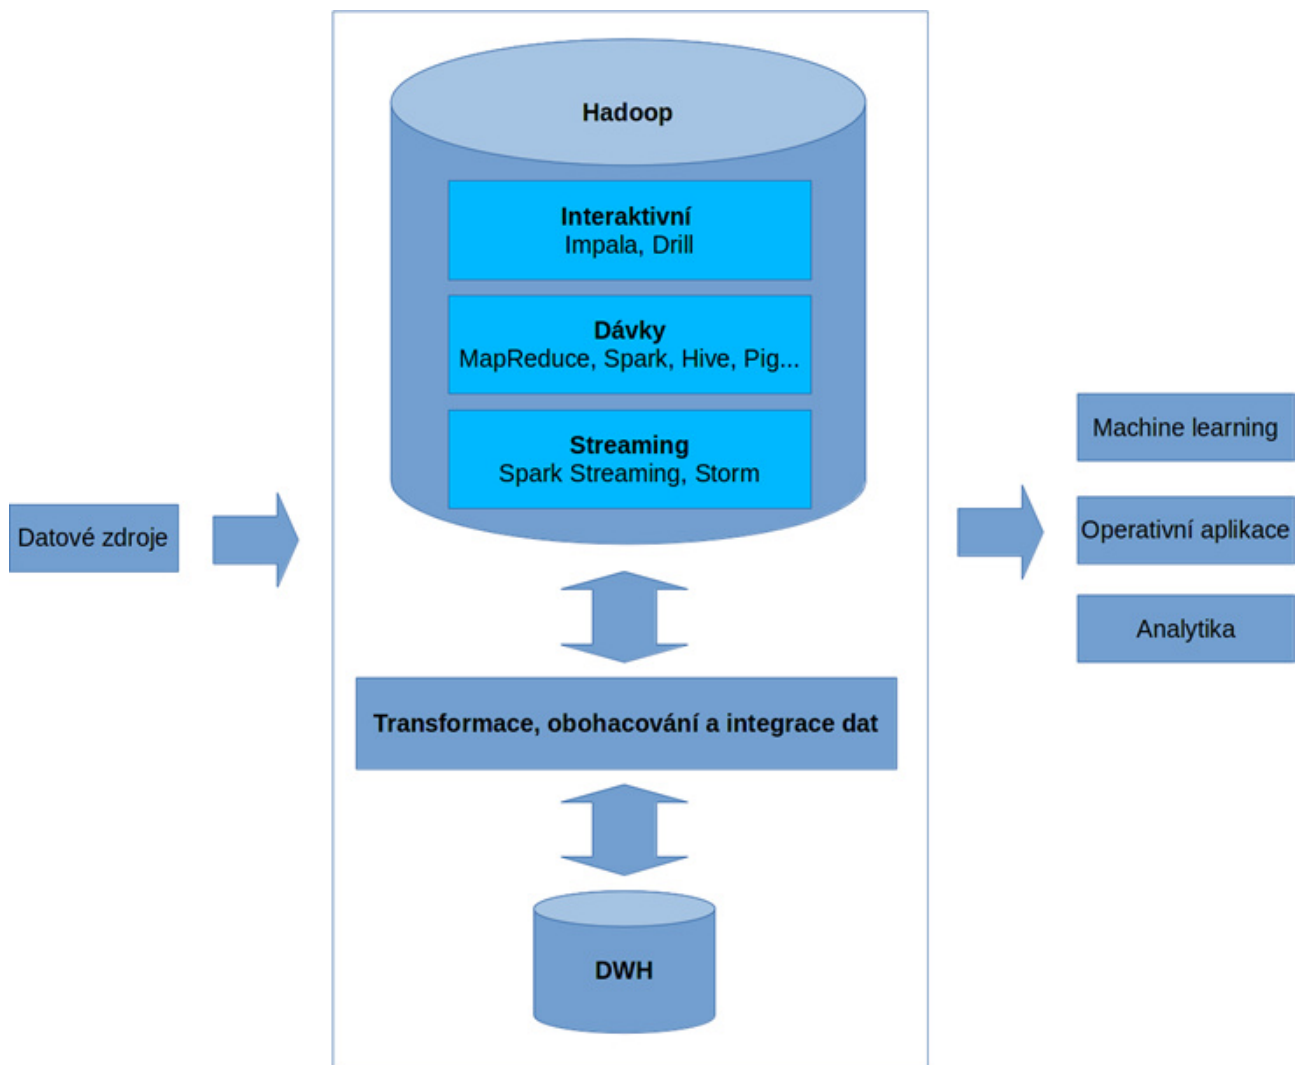 Hadoop
Interaktivní
Impala, Drill
Dávky
MapReduce, Spark, Hive, Pig...
Streaming
Spark Streaming, Storm
Datové zdroje
Machine learning
Operativní aplikace
Analytika
Transformace, obohacování a integrace dat
DWH